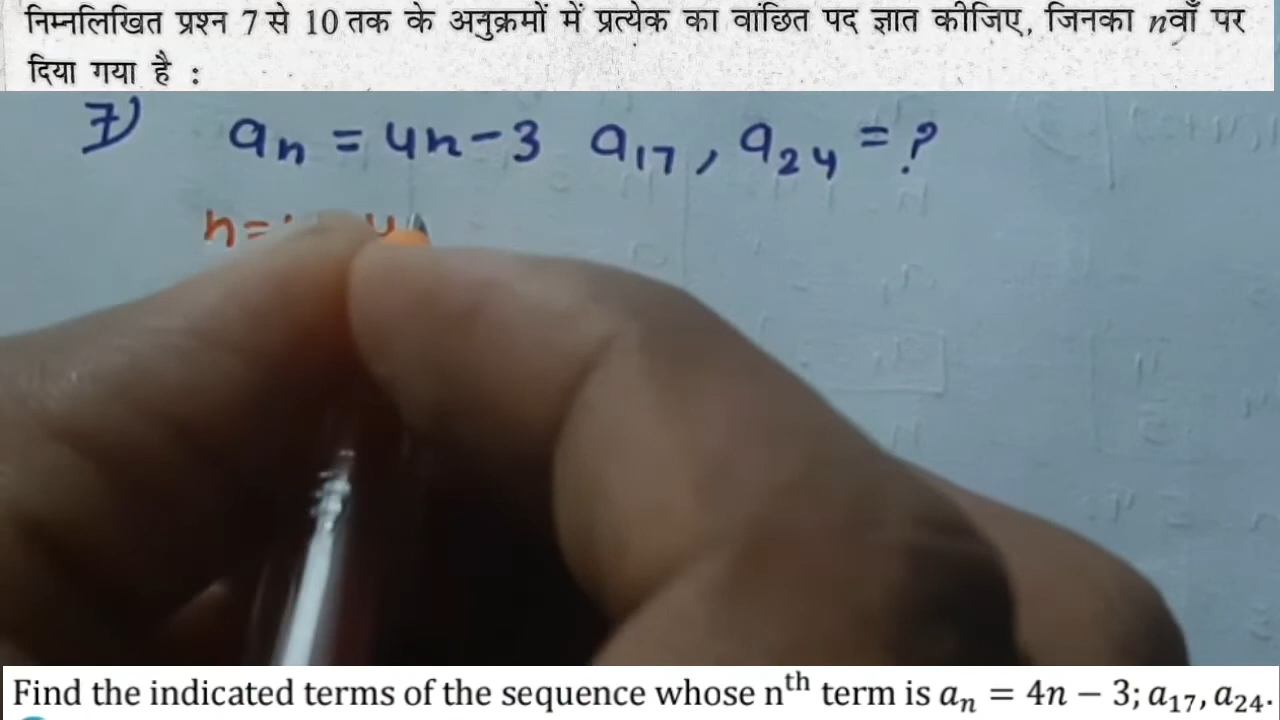 निम्नलिखित प्रश्न 7 से 10 तक के अनुक्रमों में प्रत्येक का वांछित पद ज्ञात कीजिए, जिनका nवाँ पर
दिया गया है :
7) aₙ = 4n-3 a₁₇, a₂₄ = ?
n=
Find the indicated terms of the sequence whose nᵗʰ term is aₙ = 4n − 3; a₁₇, a₂₄.